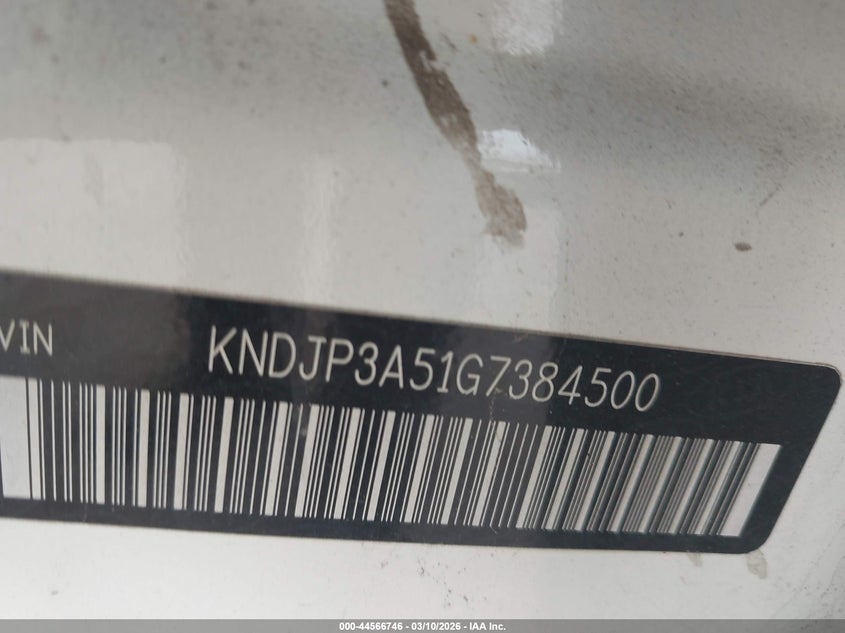 VIN KNDJP3A51G7384500
000-44566746 - 03/10/2026 - IAA Inc.